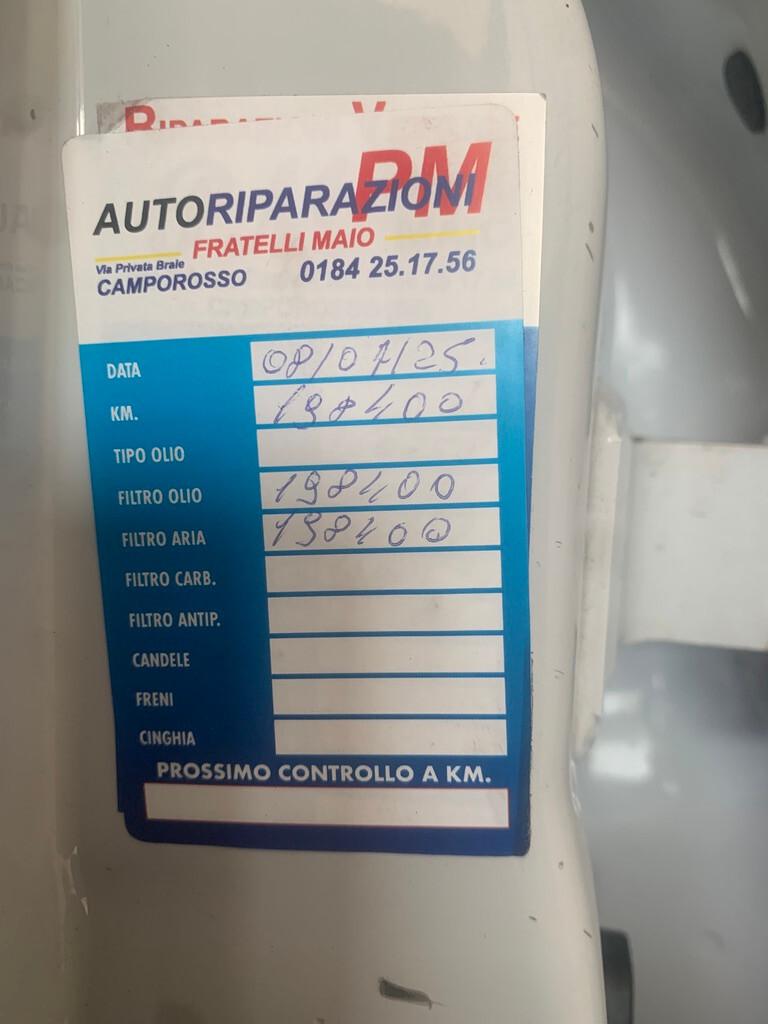 RIPARAZIONI V
PM
AUTORIPARAZIONI
FRATELLI MAIO
Via Privata Braie
CAMPOROSSO 0184 25.17.56
DATA 08/07/25.
KM. 198400
TIPO OLIO
FILTRO OLIO 198400
FILTRO ARIA 198400
FILTRO CARB.
FILTRO ANTIP.
CANDELE
FRENI
CINGHIA
PROSSIMO CONTROLLO A KM.